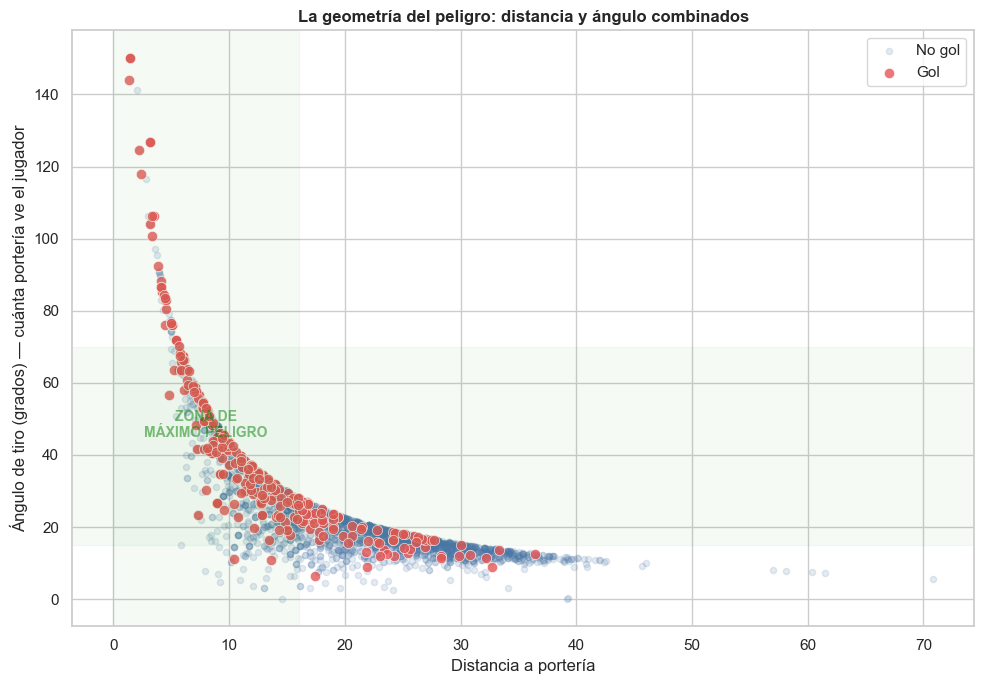 La geometría del peligro: distancia y ángulo combinados
No gol
Gol
Ángulo de tiro (grados) — cuánta portería ve el jugador
140
120
100
80
60
40
20
0
ZONA DE
MÁXIMO PELIGRO
0 10 20 30 40 50 60 70
Distancia a portería